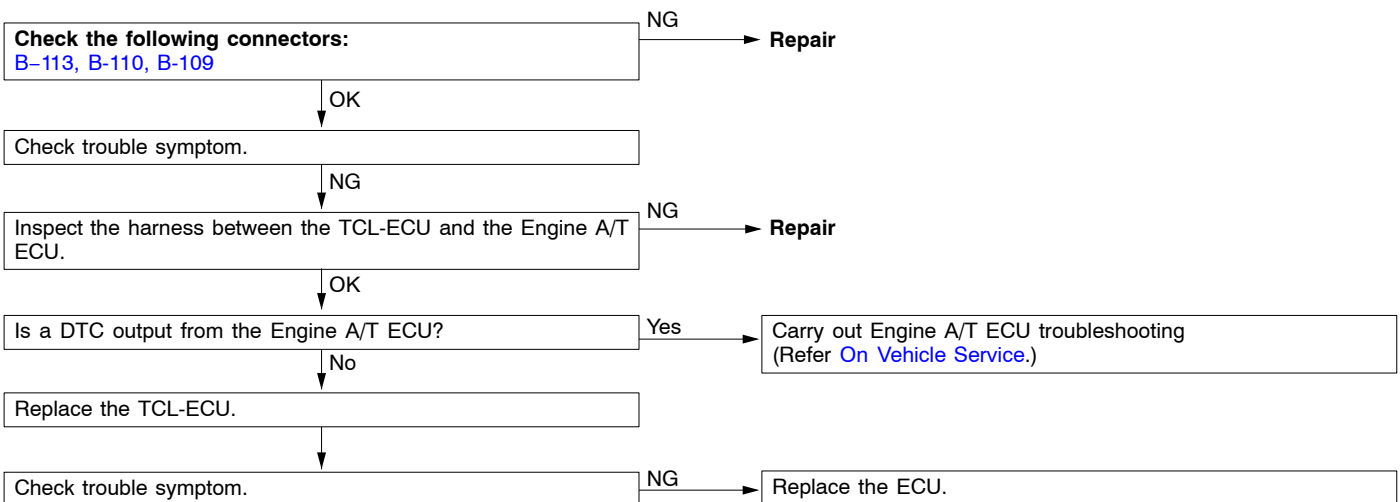 NG
Check the following connectors:
B–113, B-110, B-109
Repair
OK
Check trouble symptom.
NG
Inspect the harness between the TCL-ECU and the Engine A/T
ECU.
NG
Repair
OK
Is a DTC output from the Engine A/T ECU?
Yes
Carry out Engine A/T ECU troubleshooting
(Refer On Vehicle Service.)
No
Replace the TCL-ECU.
Check trouble symptom.
NG
Replace the ECU.